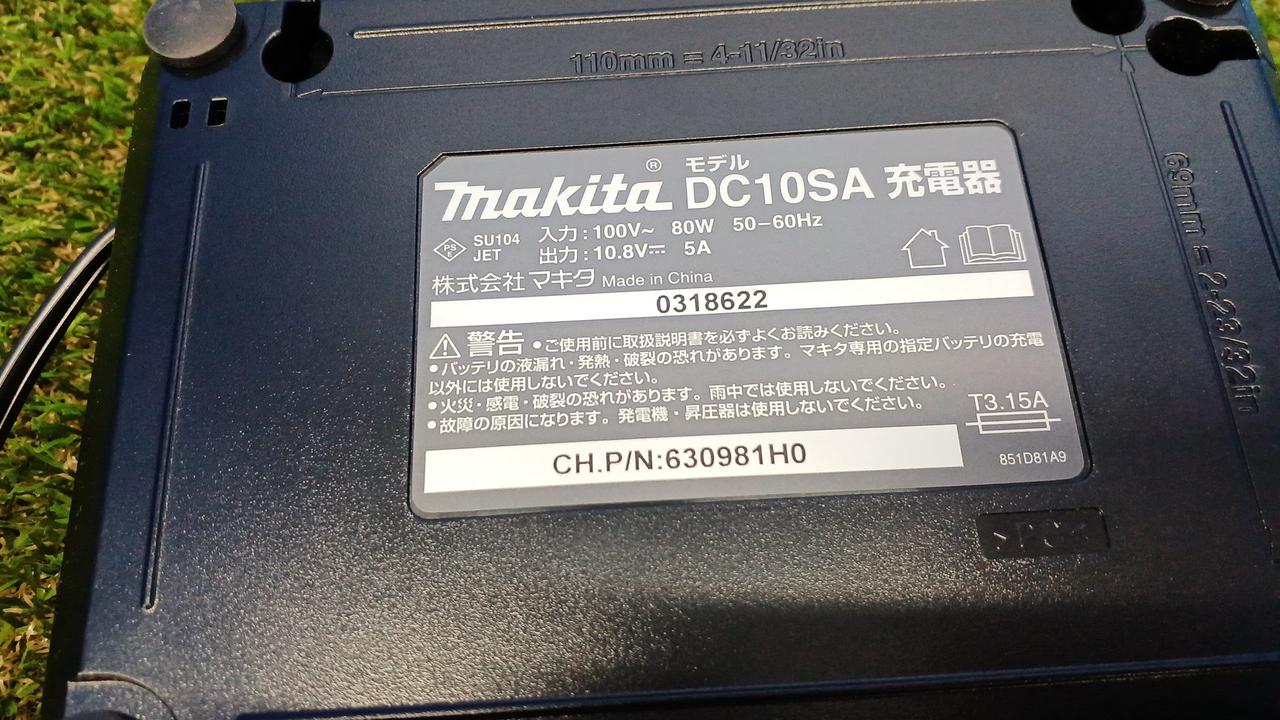 110mm = 4-11/32in
69mm = 2-23/32in
makita® モデル DC10SA 充電器
PS E SU104 JET
入力:100V~ 80W 50-60Hz
出力:10.8V⎓ 5A
株式会社 マキタ Made in China
0318622
⚠警告 •ご使用前に取扱説明書を必ずよくお読みください。
•バッテリの液漏れ・発熱・破裂の恐れがあります。マキタ専用の指定バッテリの充電
以外には使用しないでください。
•火災・感電・破裂の恐れがあります。雨中では使用しないでください。
•故障の原因になります。発電機・昇圧器は使用しないでください。
T3.15A
CH.P/N:630981H0
851D81A9
>PC<